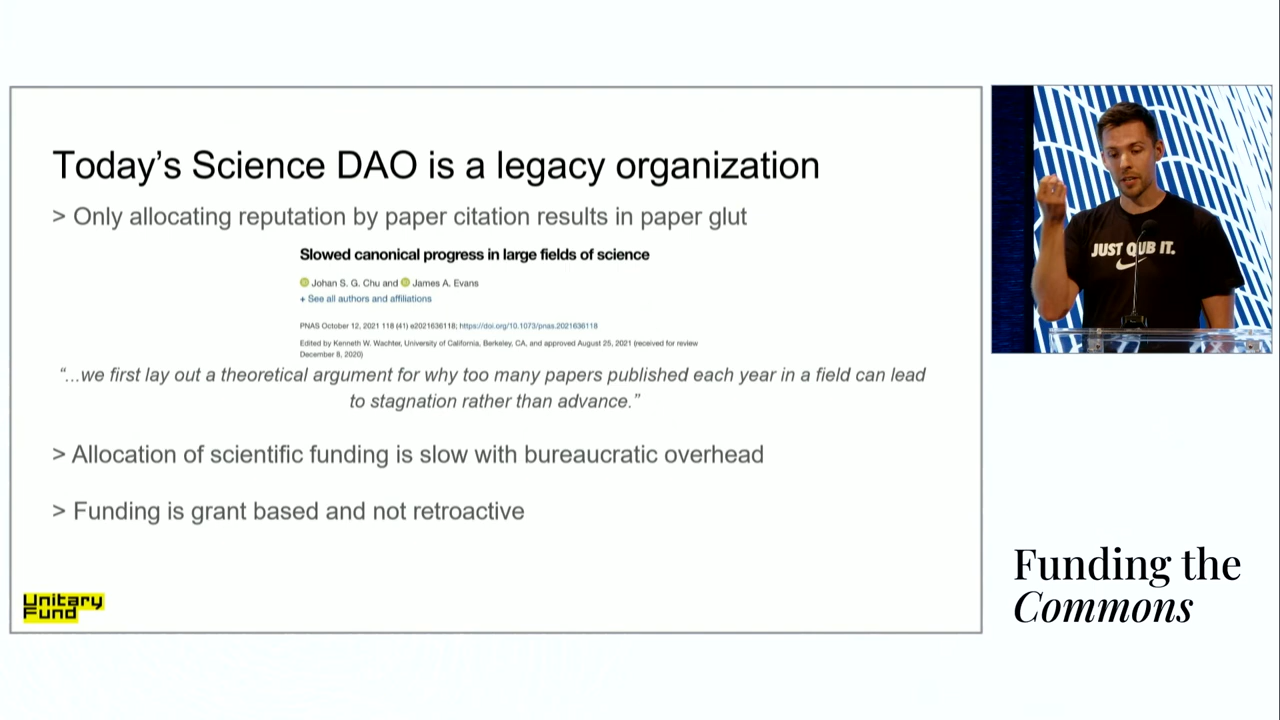 Today's Science DAO is a legacy organization
> Only allocating reputation by paper citation results in paper glut
Slowed canonical progress in large fields of science
Johan S. G. Chu and James A. Evans
+ See all authors and affiliations
PNAS October 12, 2021 118 (41) e2021636118; https://doi.org/10.1073/pnas.2021636118
Edited by Kenneth W. Wachter, University of California, Berkeley, CA, and approved August 25, 2021 (received for review
December 8, 2020)
“...we first lay out a theoretical argument for why too many papers published each year in a field can lead
to stagnation rather than advance.”
> Allocation of scientific funding is slow with bureaucratic overhead
> Funding is grant based and not retroactive
Unitary
Fund
JUST QUB IT.
Funding the
Commons